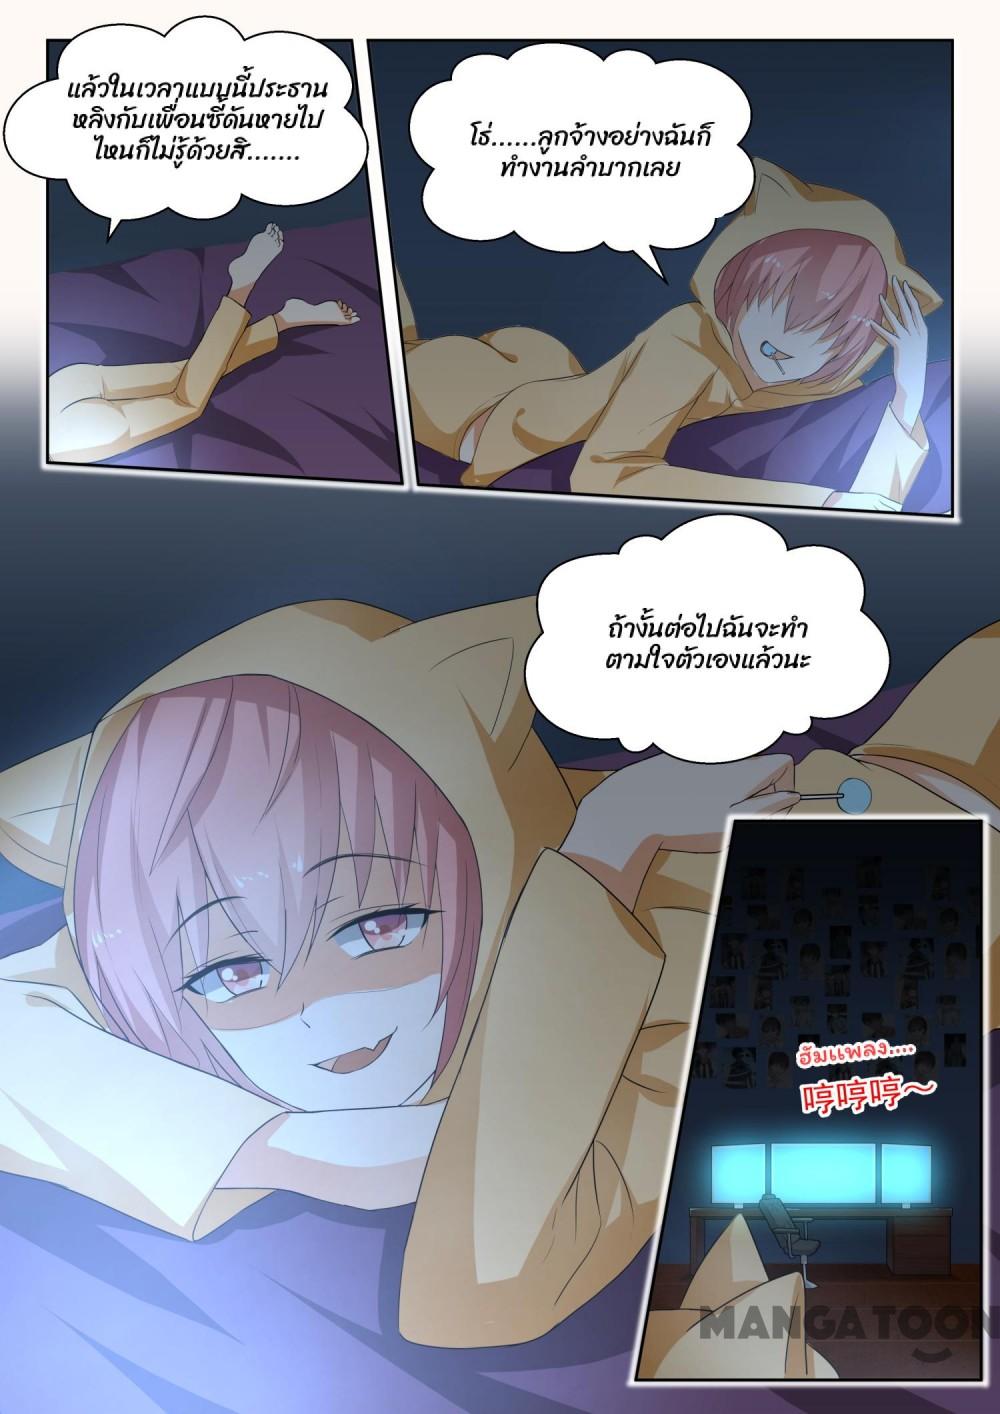 แล้วในเวลาแบบนี้ประธาน
หลิงกับเพื่อนซี้ดันหายไป
ไหนก็ไม่รู้ด้วยสิ.......
โธ่......ลูกจ้างอย่างฉันก็
ทำงานลำบากเลย
ถ้างั้นต่อไปฉันจะทำ
ตามใจตัวเองแล้วนะ
ฮัมเพลง....
哼哼哼～
MANGATOON